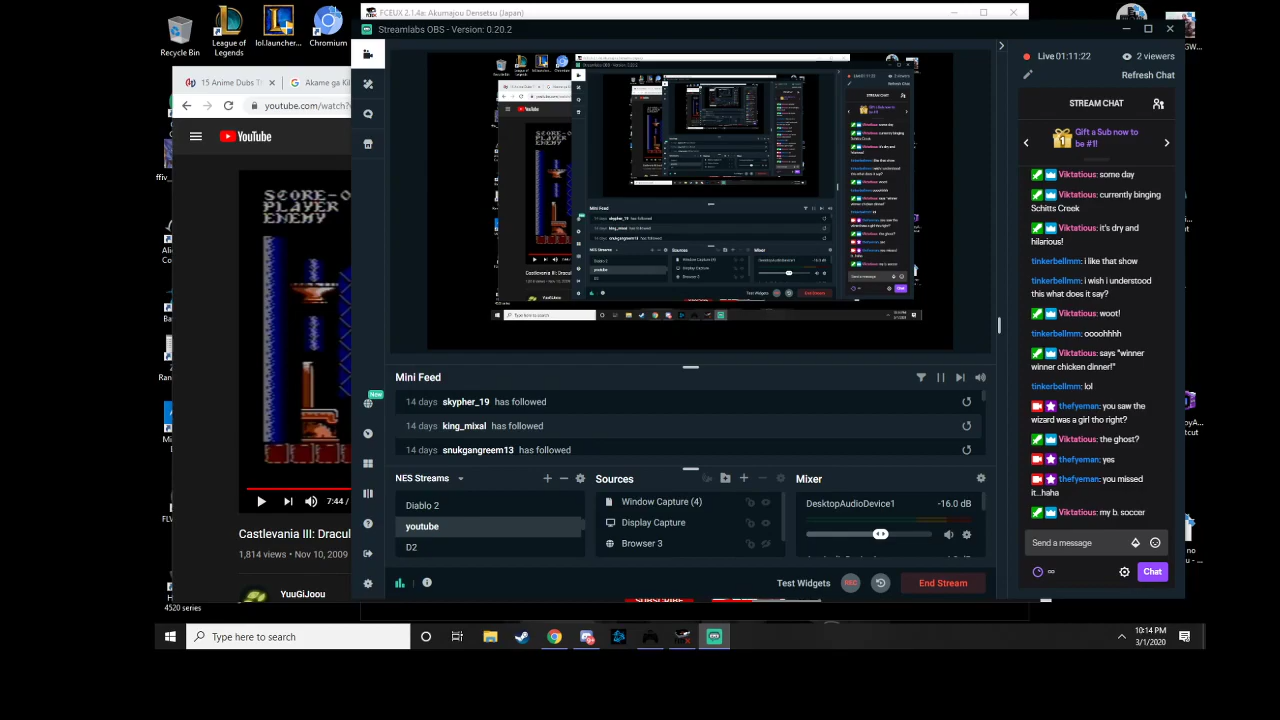 FCEUX 2.1.4a: Akumajou Densetsu (Japan)
Streamlabs OBS - Version: 0.20.2
Recycle Bin
League of Legends
lol.launcher...
Chromium
15 Anime Dubs T
Akame ga Ki
youtube.com/watch?v
YouTube
SCORE-0
PLAYER
ENEMY
7:44 /
Castlevania III: Dracul
1,814 views • Nov 10, 2009
YuuGiJoou
4520 series
Live 01:11:22
2 viewers
Refresh Chat
STREAM CHAT
Gift a Sub now to
be #1!
Viktatious: some day
Viktatious: currently binging
Schitts Creek
Viktatious: it's dry and
tinkerbellmm: i like that show
tinkerbellmm: i wish i understood
this what does it say?
Viktatious: woot!
tinkerbellmm: oooohhhh
Viktatious: says "winner
winner chicken dinner!"
tinkerbellmm: lol
thefyeman: you saw the
wizard was a girl tho right?
Viktatious: the ghost?
thefyeman: yes
thefyeman: you missed
it...haha
Viktatious: my b. soccer
Send a message
Chat
Mini Feed
14 days skypher_19 has followed
14 days king_mixal has followed
14 days snukgangreem13 has followed
New
NES Streams
Diablo 2
youtube
D2
Sources
Window Capture (4)
Display Capture
Browser 3
Mixer
DesktopAudioDevice1
-16.0 dB
Test Widgets
REC
End Stream
Type here to search
10:14 PM
3/1/2020